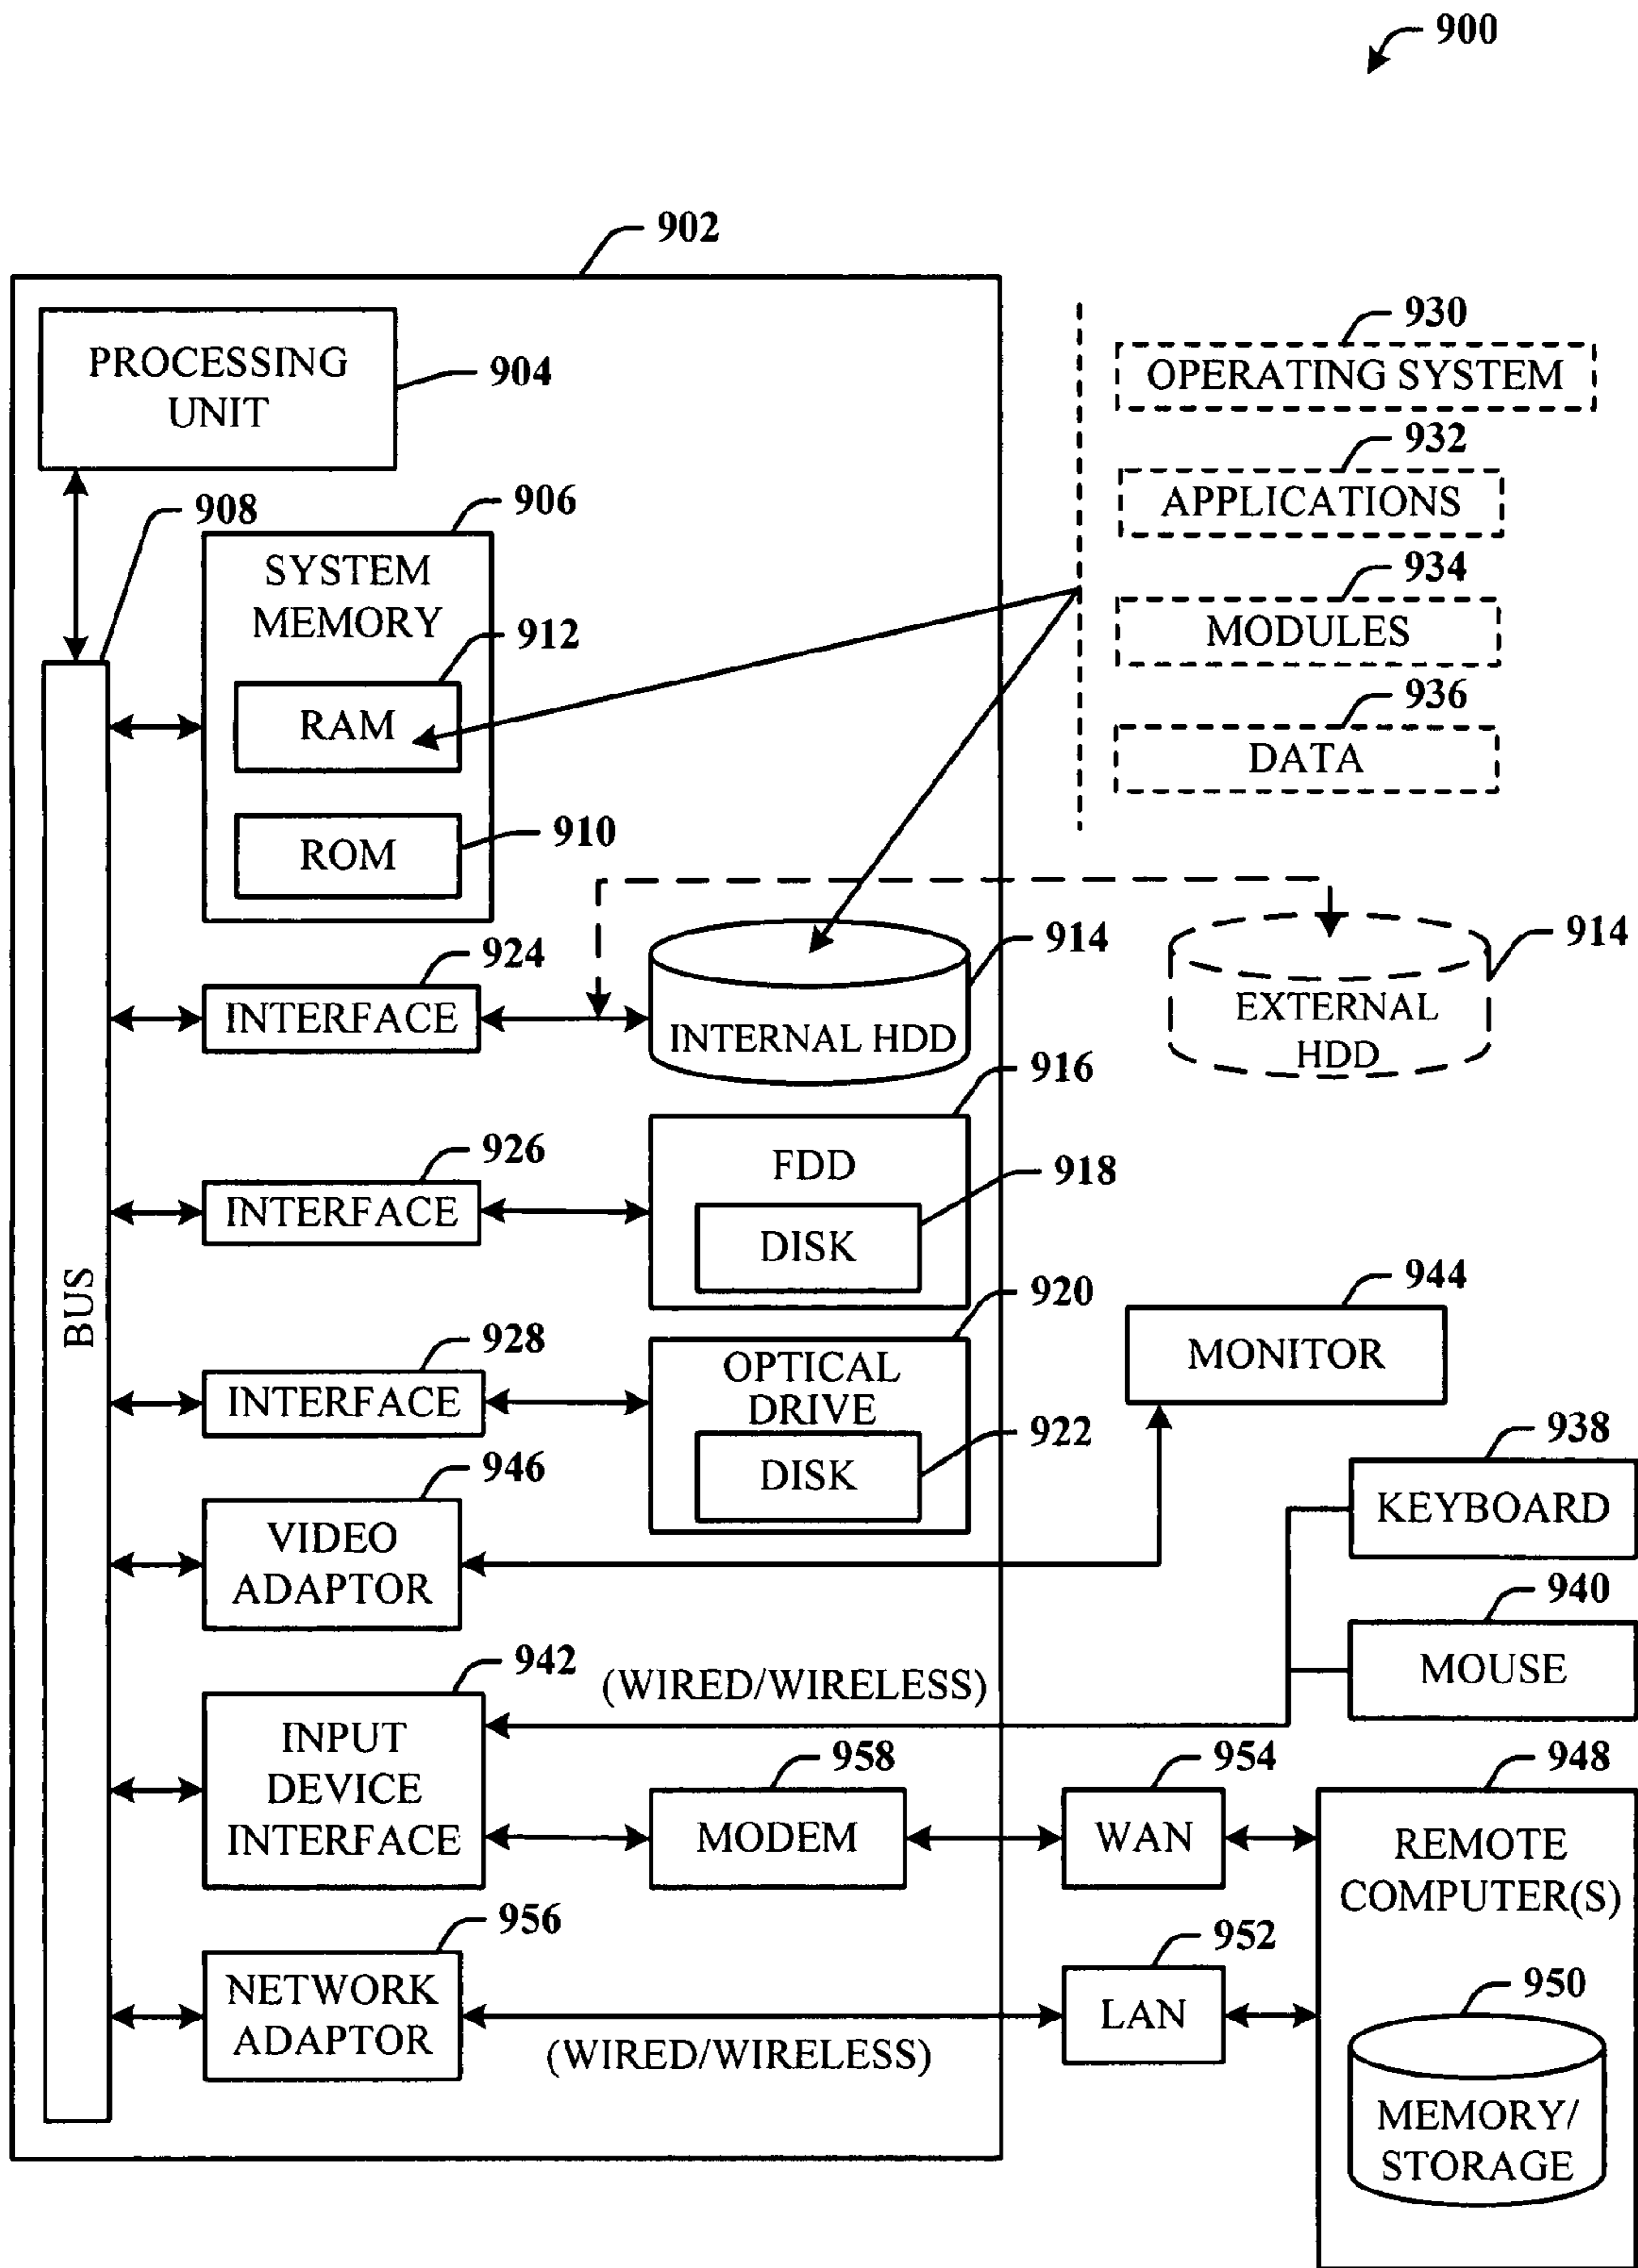 900
902
PROCESSING
UNIT
904
930
OPERATING SYSTEM
932
APPLICATIONS
934
MODULES
936
DATA
908
906
SYSTEM
MEMORY
912
RAM
910
ROM
BUS
924
INTERFACE
914
INTERNAL HDD
914
EXTERNAL
HDD
926
INTERFACE
916
FDD
918
DISK
928
INTERFACE
920
OPTICAL
DRIVE
922
DISK
944
MONITOR
946
VIDEO
ADAPTOR
938
KEYBOARD
940
MOUSE
942
INPUT
DEVICE
INTERFACE
(WIRED/WIRELESS)
958
MODEM
954
WAN
948
REMOTE
COMPUTER(S)
956
NETWORK
ADAPTOR
(WIRED/WIRELESS)
952
LAN
950
MEMORY/
STORAGE